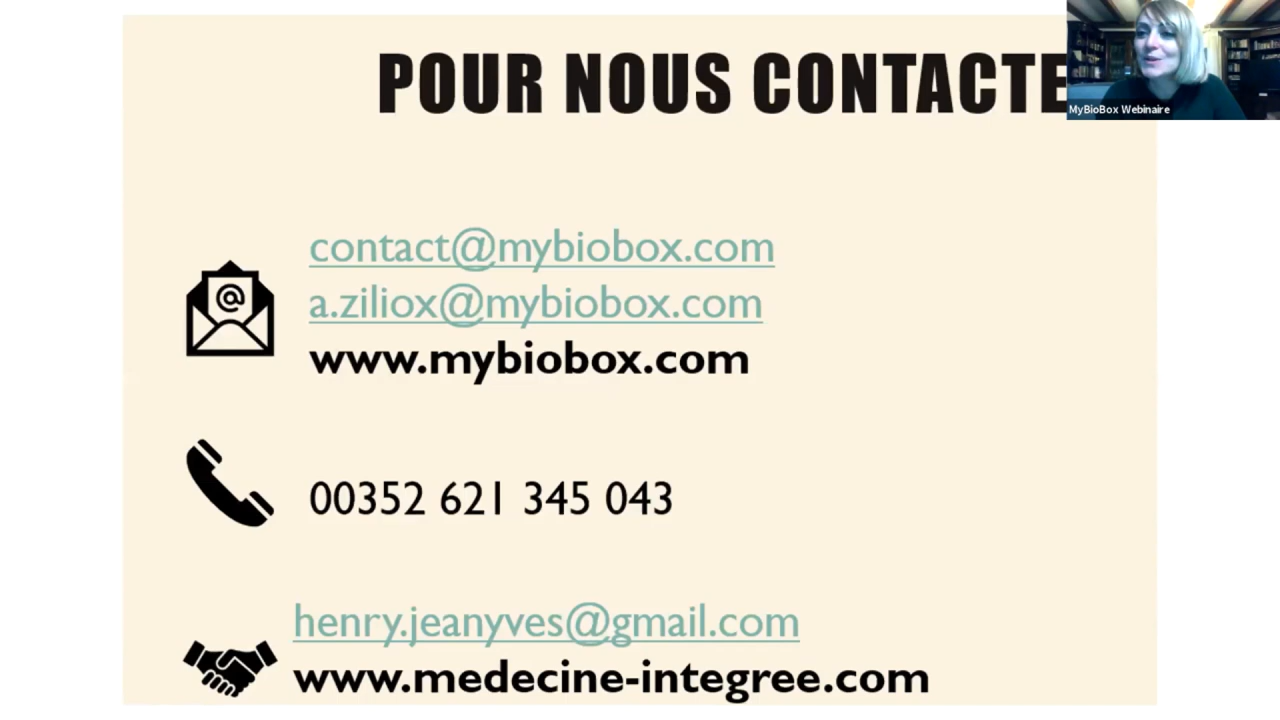 POUR NOUS CONTACTE
MyBioBox Webinaire
contact@mybiobox.com
a.ziliox@mybiobox.com
www.mybiobox.com
00352 621 345 043
henry.jeanyves@gmail.com
www.medecine-integree.com